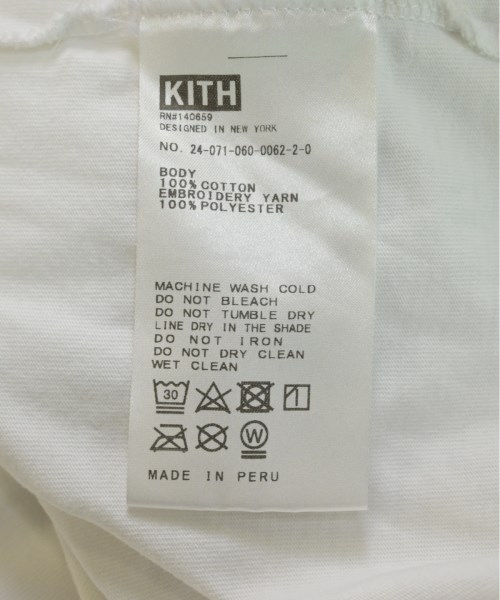 KITH
RN#140659
DESIGNED IN NEW YORK
NO. 24-071-060-0062-2-0
BODY
100%COTTON
EMBROIDERY YARN
100%POLYESTER
MACHINE WASH COLD
DO NOT BLEACH
DO NOT TUMBLE DRY
LINE DRY IN THE SHADE
DO NOT IRON
DO NOT DRY CLEAN
WET CLEAN
30
W
MADE IN PERU